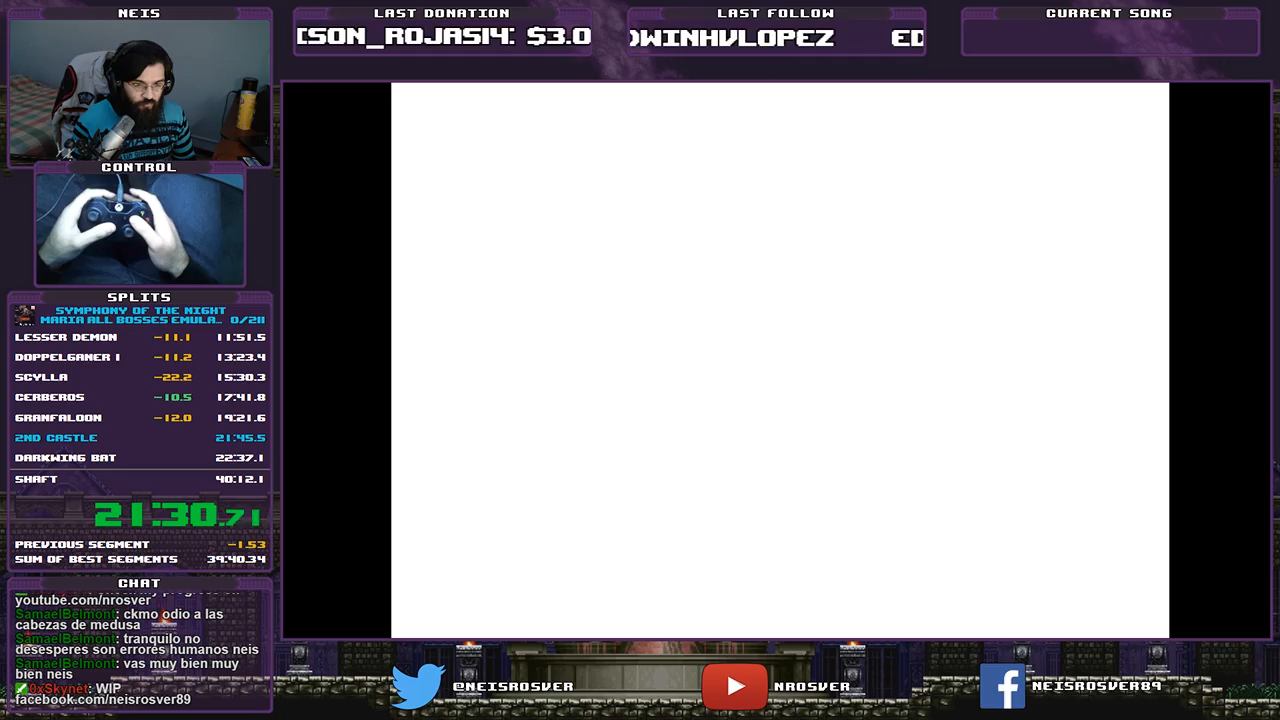 NEIS
LAST DONATION
SON_ROJAS14: $3.0
LAST FOLLOW
WINHVLOPEZ ED
CURRENT SONG
CONTROL
SPLITS
SYMPHONY OF THE NIGHT
MARIA ALL BOSSES EMULA.. 0/211
LESSER DEMON -11.1 11:51.5
DOPPELGANER 1 -11.2 13:23.4
SCYLLA -22.2 15:30.3
CERBEROS -10.5 17:41.8
GRANFALOON -12.0 19:21.6
2ND CASTLE 21:45.5
DARKWING BAT 22:37.1
SHAFT 40:12.1
21:30.71
PREVIOUS SEGMENT -1.53
SUM OF BEST SEGMENTS 39:40.34
CHAT
youtube.com/nrosver
SamaelBelmont: ckmo odio a las
cabezas de medusa
SamaelBelmont: tranquilo no
desesperes son errores humanos neis
SamaelBelmont: vas muy bien muy
bien neis
0xSkynet: WIP
facebook.com/neisrosver89
@NEISROSVER
NROSVER
NEISROSVER89